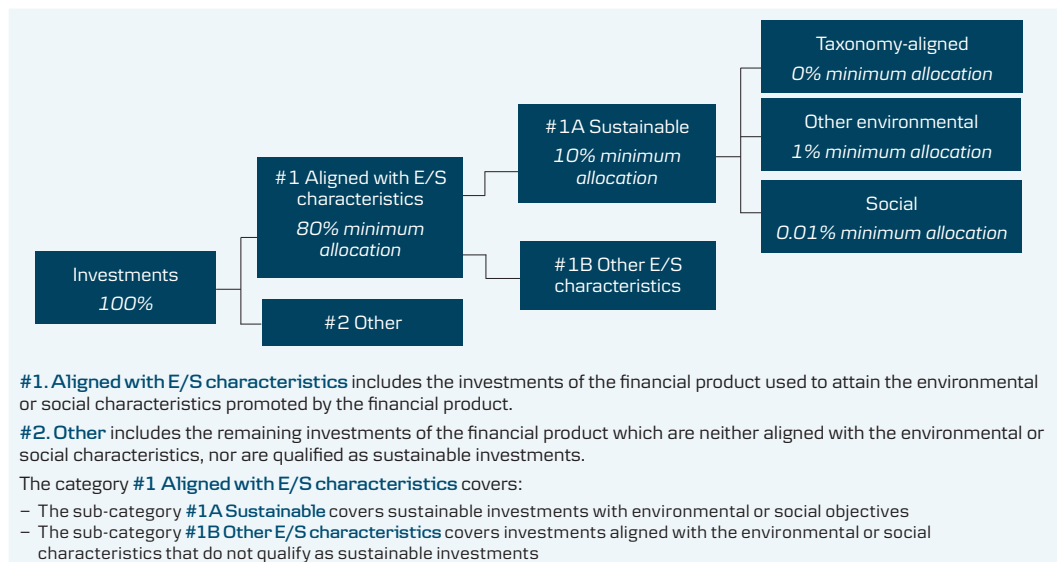 Taxonomy-aligned
0% minimum allocation
#1A Sustainable
10% minimum
allocation
Other environmental
1% minimum allocation
#1 Aligned with E/S
characteristics
80% minimum
allocation
Social
0.01% minimum allocation
#1B Other E/S
characteristics
Investments
100%
#2 Other
#1. Aligned with E/S characteristics includes the investments of the financial product used to attain the environmental
or social characteristics promoted by the financial product.
#2. Other includes the remaining investments of the financial product which are neither aligned with the environmental or
social characteristics, nor are qualified as sustainable investments.
The category #1 Aligned with E/S characteristics covers:
– The sub-category #1A Sustainable covers sustainable investments with environmental or social objectives
– The sub-category #1B Other E/S characteristics covers investments aligned with the environmental or social
characteristics that do not qualify as sustainable investments